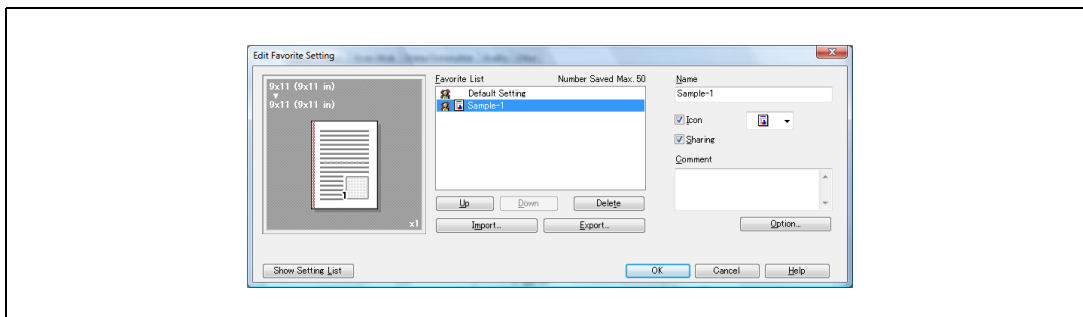 Edit Favorite Setting
9x11 (9x11 in)
9x11 (9x11 in)
1
x1
Favorite List
Number Saved Max. 50
Default Setting
Sample-1
Up
Down
Delete
Import...
Export...
Name
Sample-1
Icon
Sharing
Comment
Option...
Show Setting List
OK
Cancel
Help